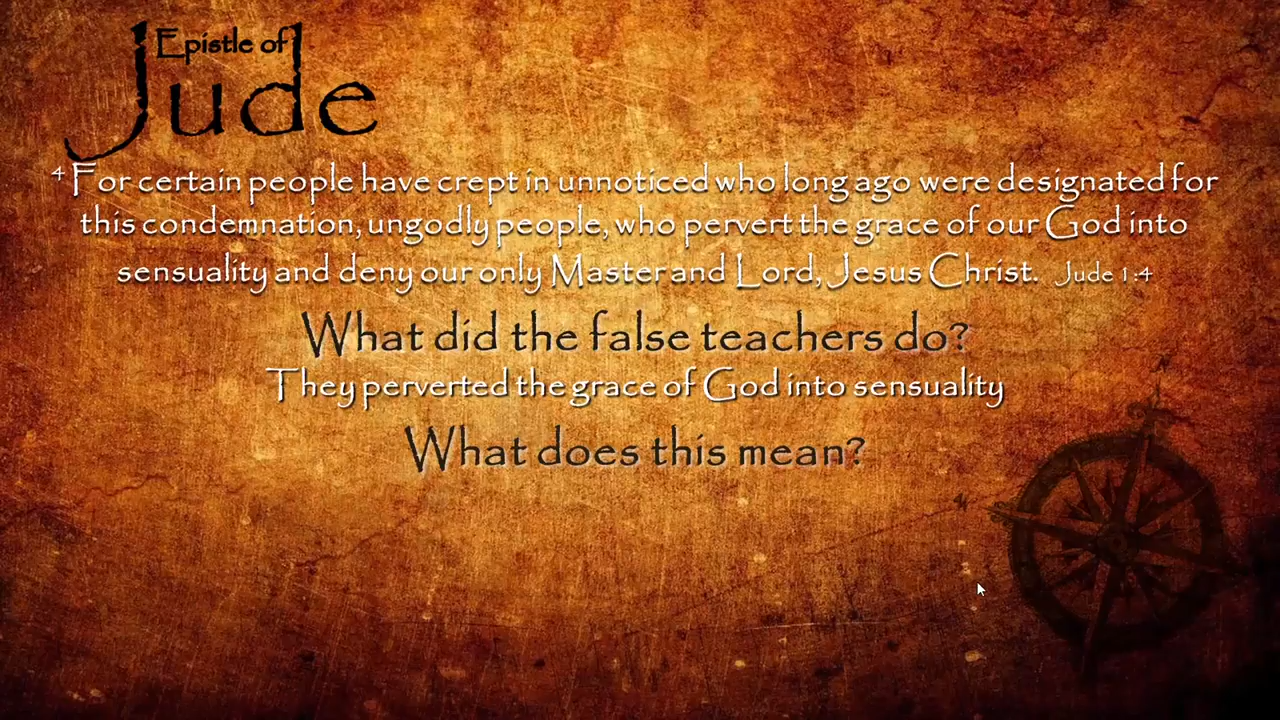 Epistle of
Jude
4 For certain people have crept in unnoticed who long ago were designated for
this condemnation, ungodly people, who pervert the grace of our God into
sensuality and deny our only Master and Lord, Jesus Christ. Jude 1:4
What did the false teachers do?
They perverted the grace of God into sensuality
What does this mean?